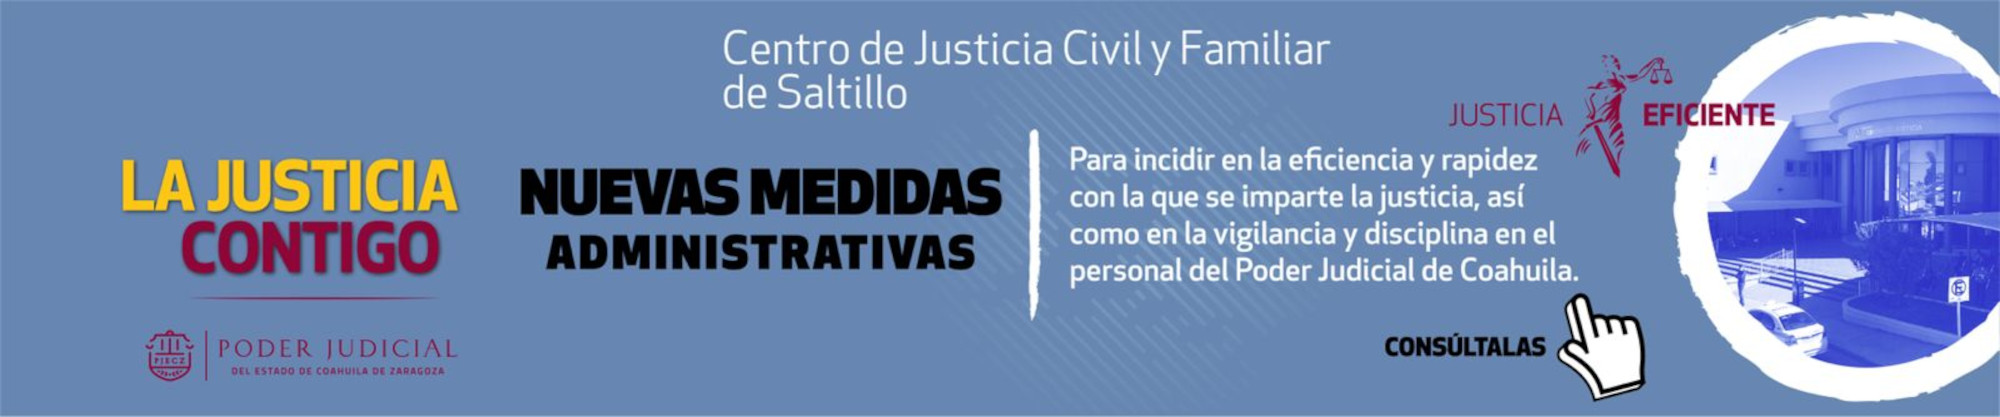 Centro de Justicia Civil y Familiar
de Saltillo
LA JUSTICIA
CONTIGO
PJECZ
PODER JUDICIAL
DEL ESTADO DE COAHUILA DE ZARAGOZA
NUEVAS MEDIDAS
ADMINISTRATIVAS
Para incidir en la eficiencia y rapidez
con la que se imparte la justicia, así
como en la vigilancia y disciplina en el
personal del Poder Judicial de Coahuila.
JUSTICIA EFICIENTE
CONSÚLTALAS